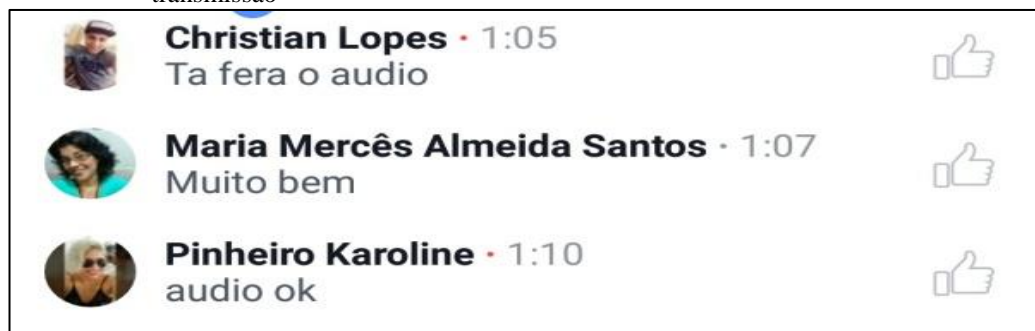 transmissão
Christian Lopes · 1:05
Ta fera o audio
Maria Mercês Almeida Santos · 1:07
Muito bem
Pinheiro Karoline · 1:10
audio ok